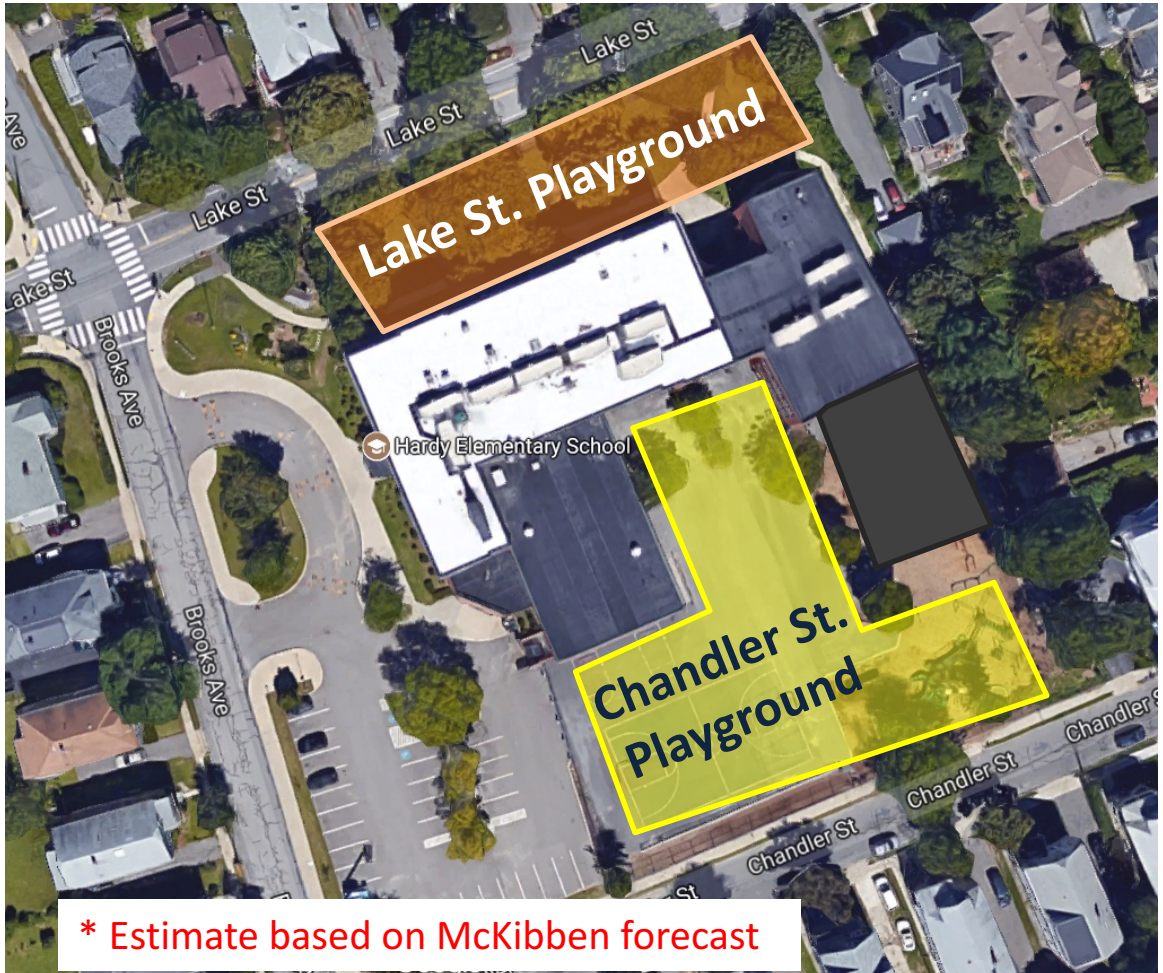 Lake St
Lake St
Lake St
Lake St
Ave
Lake St. Playground
Brooks Ave
Hardy Elementary School
Brooks Ave
Chandler St.
Playground
Chandler S
Chandler St
Chandler St
St
* Estimate based on McKibben forecast